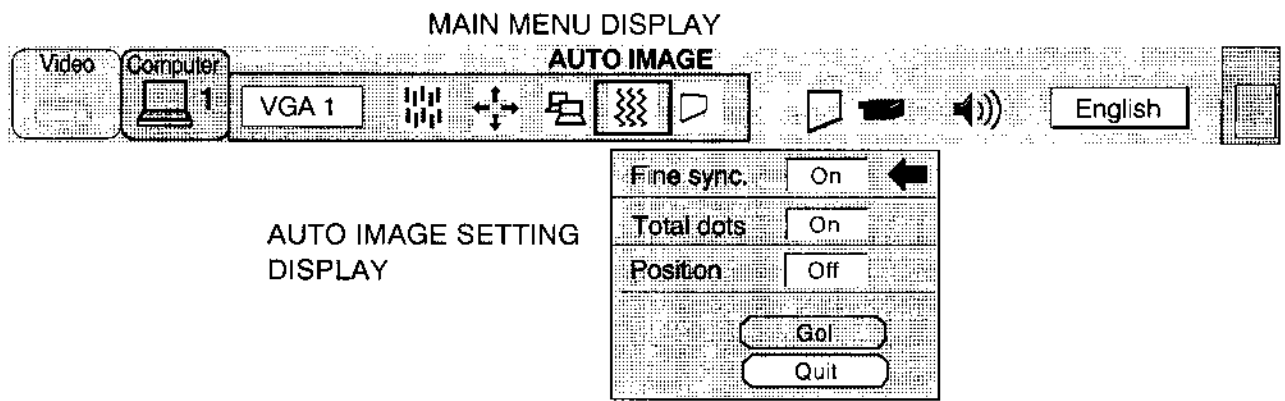 MAIN MENU DISPLAY
AUTO IMAGE
Video
Computer
1
VGA 1
English
Fine sync. On
Total dots On
AUTO IMAGE SETTING
DISPLAY
Position Off
Go!
Quit